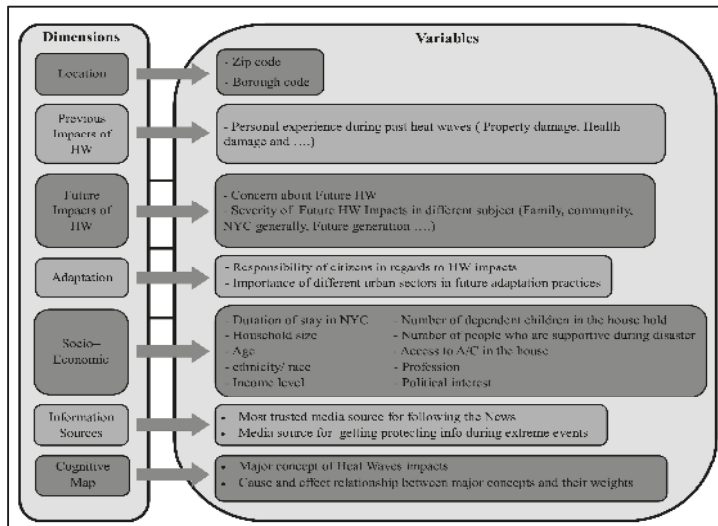 Dimensions
Variables
Location
- Zip code
- Borough code
Previous
Impacts of
HW
- Personal experience during past heat waves ( Property damage, Health
damage and ….)
Future
Impacts of
HW
- Concern about Future HW
- Severity of Future HW Impacts in different subject (Family, community,
NYC generally, Future generation ….)
Adaptation
- Responsibility of citizens in regards to HW impacts
- Importance of different urban sectors in future adaptation practices
Socio–
Economic
- Duration of stay in NYC
- Household size
- Age
- ethnicity/ race
- Income level
- Number of dependent children in the house hold
- Number of people who are supportive during disaster
- Access to A/C in the house
- Profession
- Political interest
Information
Sources
• Most trusted media source for following the News
• Media source for getting protecting info during extreme events
Cognitive
Map
• Major concept of Heat Waves impacts
• Cause and effect relationship between major concepts and their weights